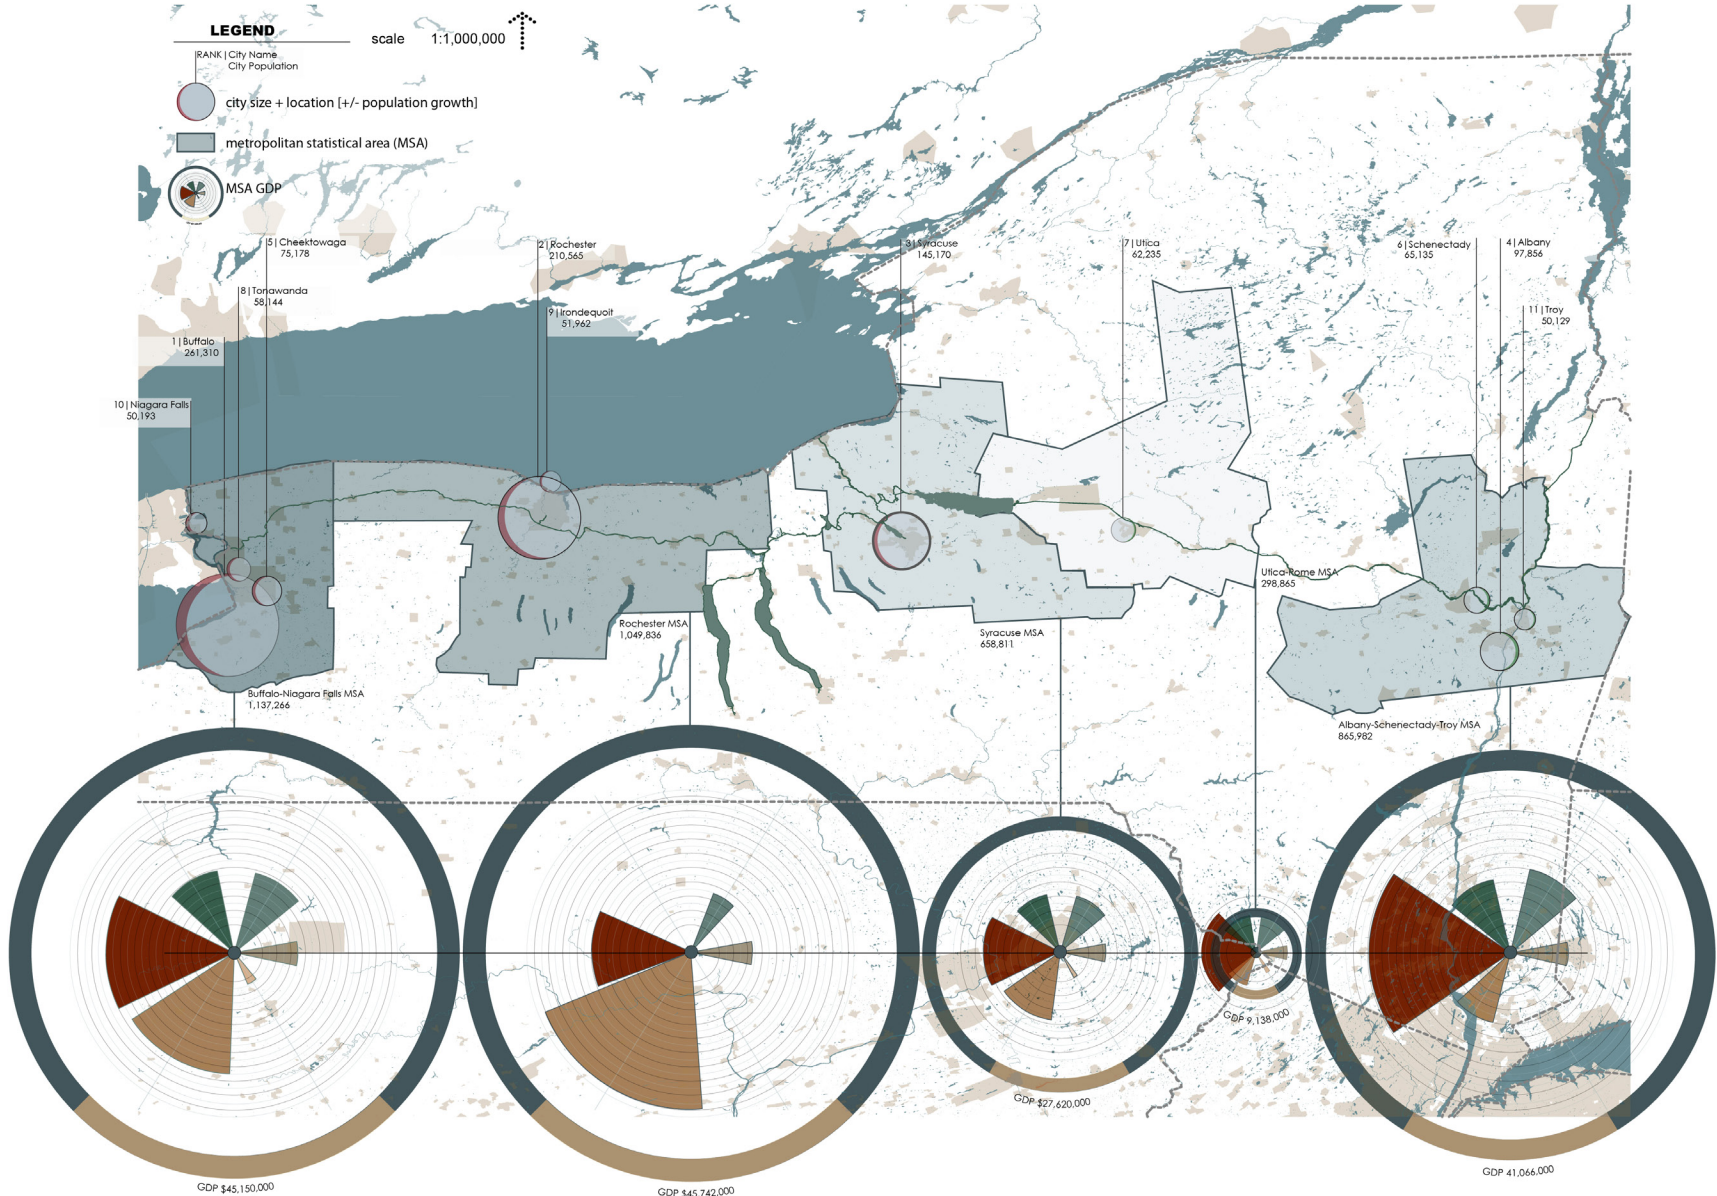 LEGEND
scale 1:1,000,000
RANK | City Name
City Population
city size + location [+/- population growth]
metropolitan statistical area (MSA)
MSA GDP
5 | Cheektowaga
75,178
2 | Rochester
210,565
3 | Syracuse
145,170
7 | Utica
62,235
6 | Schenectady
65,135
4 | Albany
97,856
8 | Tonawanda
58,144
9 | Irondequoit
51,962
11 | Troy
50,129
1 | Buffalo
261,310
10 | Niagara Falls
50,193
Utica-Rome MSA
298,865
Rochester MSA
1,049,836
Syracuse MSA
658,811
Buffalo-Niagara Falls MSA
1,137,266
Albany-Schenectady-Troy MSA
865,982
GDP 9,138,000
GDP $27,620,000
GDP 41,066,000
GDP $45,150,000
GDP $45,742,000